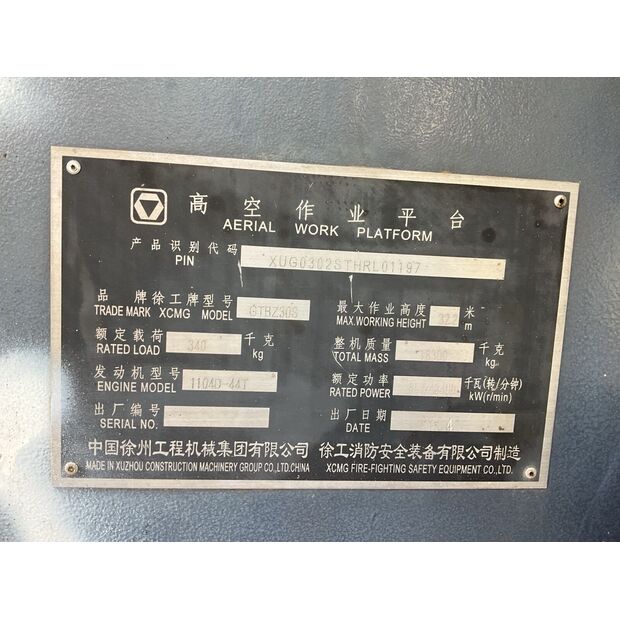 高空作业平台
AERIAL WORK PLATFORM
产品识别代码
PIN
XUG0302STHRL01197
品牌徐工牌型号 GTBZ30S 最大作业高度 32.2 米
TRADE MARK XCMG MODEL MAX.WORKING HEIGHT m
额定载荷 340 千克 整机质量 千克
RATED LOAD kg TOTAL MASS kg
发动机型号 1104D-44T 额定功率 千瓦(转/分钟)
ENGINE MODEL RATED POWER kW(r/min)
出厂编号 出厂日期
SERIAL NO. DATE
中国徐州工程机械集团有限公司 徐工消防安全装备有限公司制造
MADE IN XUZHOU CONSTRUCTION MACHINERY GROUP CO.,LTD.CHINA XCMG FIRE-FIGHTING SAFETY EQUIPMENT CO.,LTD.